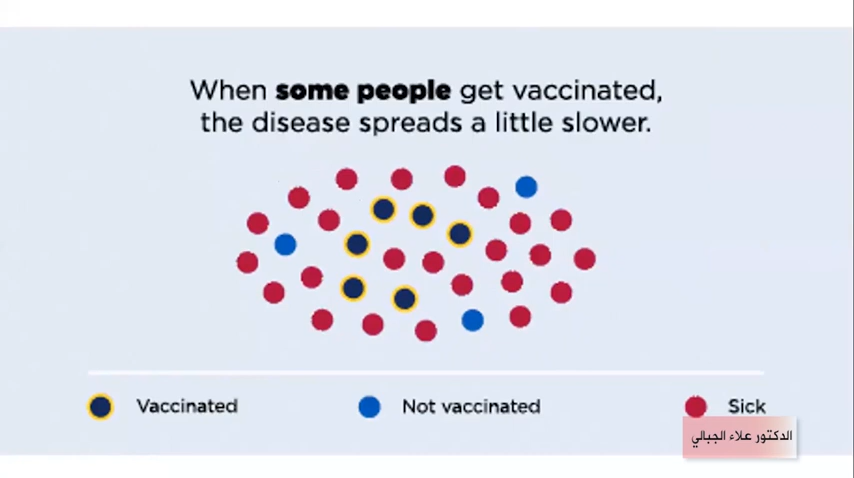 When some people get vaccinated,
the disease spreads a little slower.
Vaccinated
Not vaccinated
Sick
الدكتور علاء الجبالي